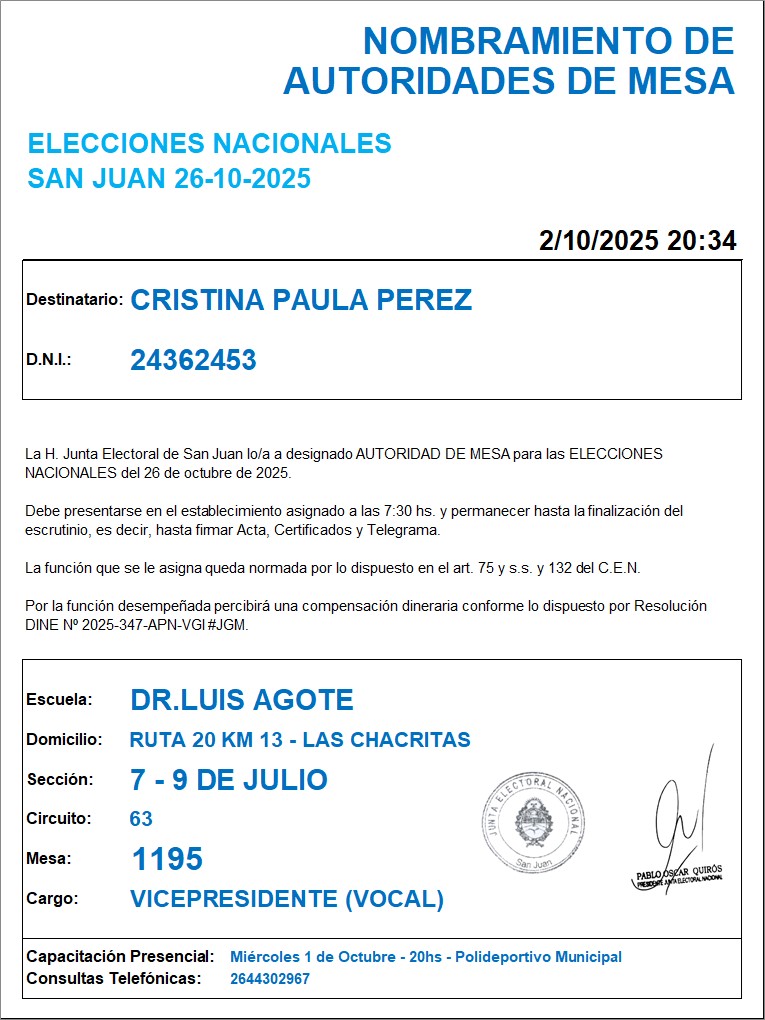 NOMBRAMIENTO DE
AUTORIDADES DE MESA
ELECCIONES NACIONALES
SAN JUAN 26-10-2025
2/10/2025 20:34
Destinatario: CRISTINA PAULA PEREZ
D.N.I.: 24362453
La H. Junta Electoral de San Juan lo/a a designado AUTORIDAD DE MESA para las ELECCIONES
NACIONALES del 26 de octubre de 2025.
Debe presentarse en el establecimiento asignado a las 7:30 hs. y permanecer hasta la finalización del
escrutinio, es decir, hasta firmar Acta, Certificados y Telegrama.
La función que se le asigna queda normada por lo dispuesto en el art. 75 y s.s. y 132 del C.E.N.
Por la función desempeñada percibirá una compensación dineraria conforme lo dispuesto por Resolución
DINE Nº 2025-347-APN-VGI#JGM.
Escuela: DR.LUIS AGOTE
Domicilio: RUTA 20 KM 13 - LAS CHACRITAS
Sección: 7 - 9 DE JULIO
Circuito: 63
Mesa: 1195
Cargo: VICEPRESIDENTE (VOCAL)
JUNTA ELECTORAL NACIONAL
San Juan
PABLO OSCAR QUIRÓS
PRESIDENTE JUNTA ELECTORAL NACIONAL
Capacitación Presencial: Miércoles 1 de Octubre - 20hs - Polideportivo Municipal
Consultas Telefónicas: 2644302967